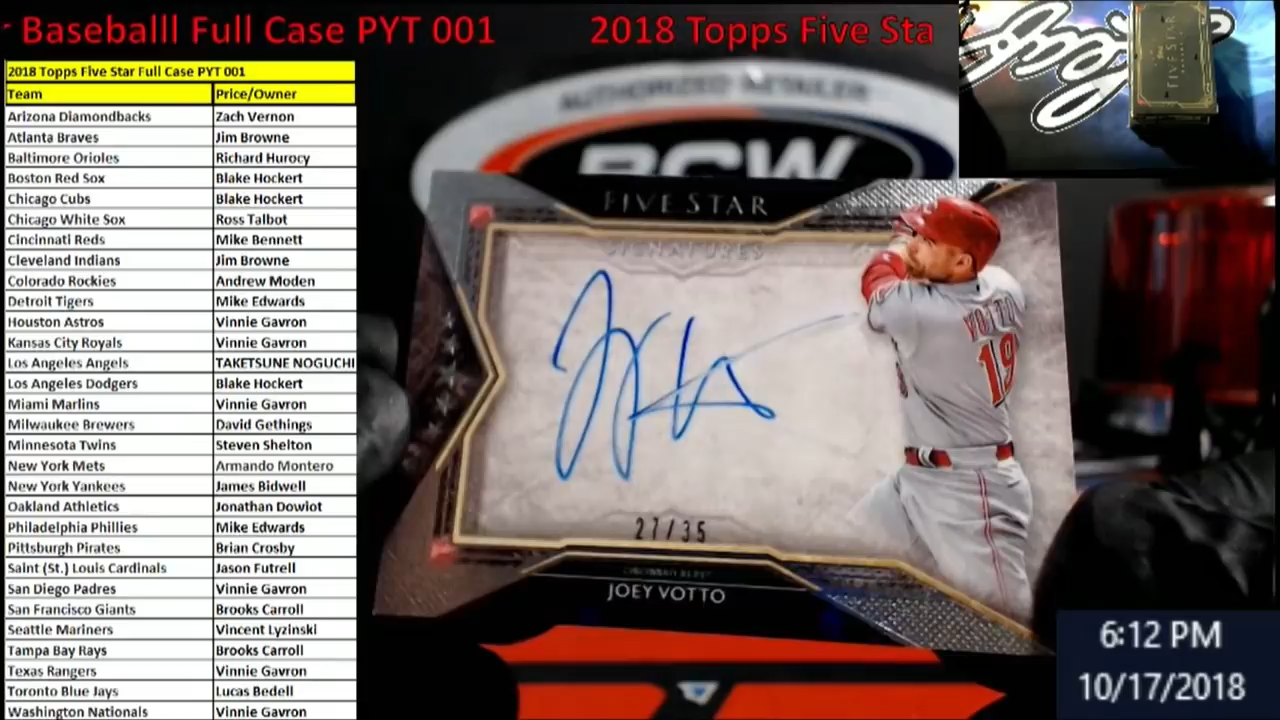 - Baseballl Full Case PYT 001 2018 Topps Five Sta
2018 Topps Five Star Full Case PYT 001
Team Price/Owner
Arizona Diamondbacks Zach Vernon
Atlanta Braves Jim Browne
Baltimore Orioles Richard Hurocy
Boston Red Sox Blake Hockert
Chicago Cubs Blake Hockert
Chicago White Sox Ross Talbot
Cincinnati Reds Mike Bennett
Cleveland Indians Jim Browne
Colorado Rockies Andrew Moden
Detroit Tigers Mike Edwards
Houston Astros Vinnie Gavron
Kansas City Royals Vinnie Gavron
Los Angeles Angels TAKETSUNE NOGUCHI
Los Angeles Dodgers Blake Hockert
Miami Marlins Vinnie Gavron
Milwaukee Brewers David Gethings
Minnesota Twins Steven Shelton
New York Mets Armando Montero
New York Yankees James Bidwell
Oakland Athletics Jonathan Dowiot
Philadelphia Phillies Mike Edwards
Pittsburgh Pirates Brian Crosby
Saint (St.) Louis Cardinals Jason Futrell
San Diego Padres Vinnie Gavron
San Francisco Giants Brooks Carroll
Seattle Mariners Vincent Lyzinski
Tampa Bay Rays Brooks Carroll
Texas Rangers Vinnie Gavron
Toronto Blue Jays Lucas Bedell
Washington Nationals Vinnie Gavron
AUTHORIZED RETAILER
BCW
FIVE STAR
SIGNATURES
VOTTO
19
27/35
CINCINNATI REDS
JOEY VOTTO
FIVE STAR
6:12 PM
10/17/2018